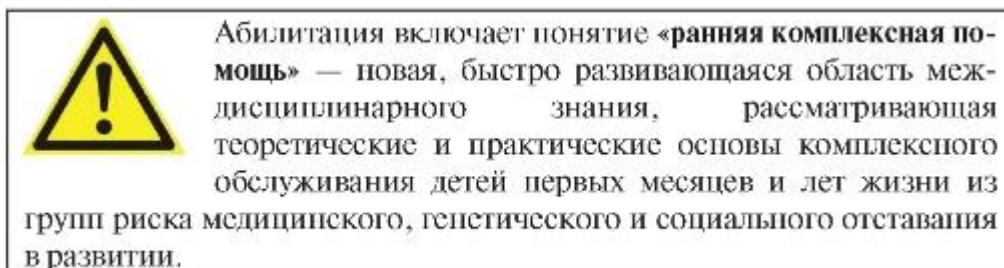 Абилитация включает понятие «ранняя комплексная по-
мощь» — новая, быстро развивающаяся область меж-
дисциплинарного знания, рассматривающая
теоретические и практические основы комплексного
обслуживания детей первых месяцев и лет жизни из
групп риска медицинского, генетического и социального отставания
в развитии.